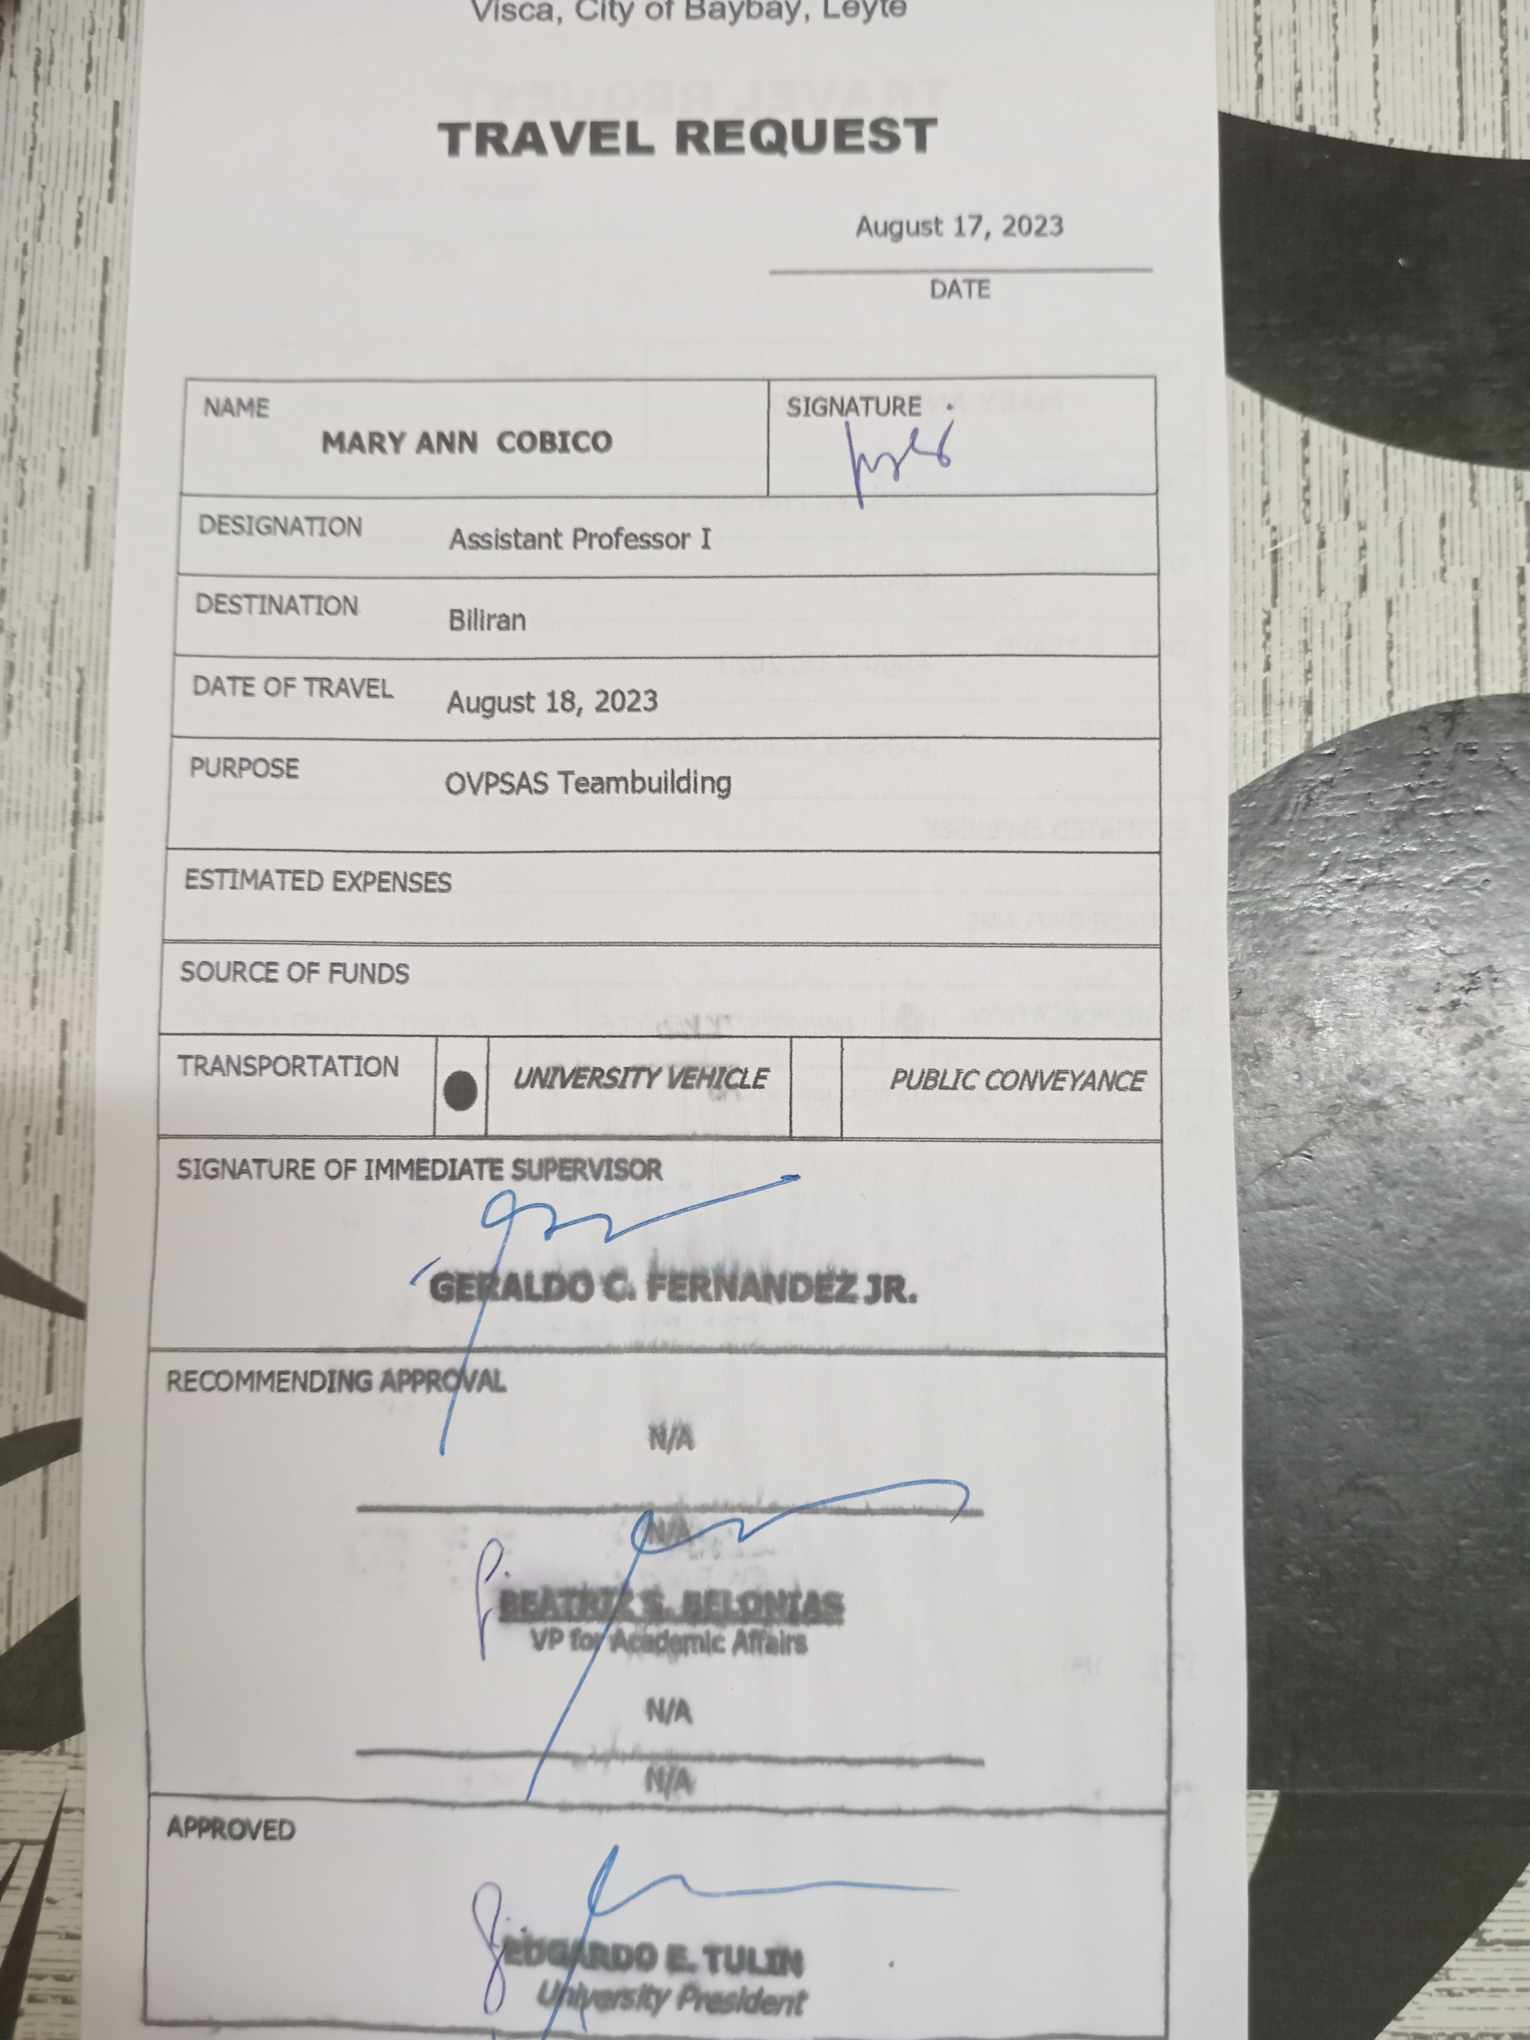 Visca, City of Baybay, Leyte
TRAVEL REQUEST
August 17, 2023
DATE
NAME
MARY ANN COBICO
SIGNATURE
DESIGNATION Assistant Professor I
DESTINATION Biliran
DATE OF TRAVEL August 18, 2023
PURPOSE OVPSAS Teambuilding
ESTIMATED EXPENSES
SOURCE OF FUNDS
TRANSPORTATION UNIVERSITY VEHICLE PUBLIC CONVEYANCE
SIGNATURE OF IMMEDIATE SUPERVISOR
GERALDO C. FERNANDEZ JR.
RECOMMENDING APPROVAL
N/A
N/A
BEATRIZ S. BELONIAS
VP for Academic Affairs
N/A
N/A
APPROVED
EDGARDO E. TULIN
University President